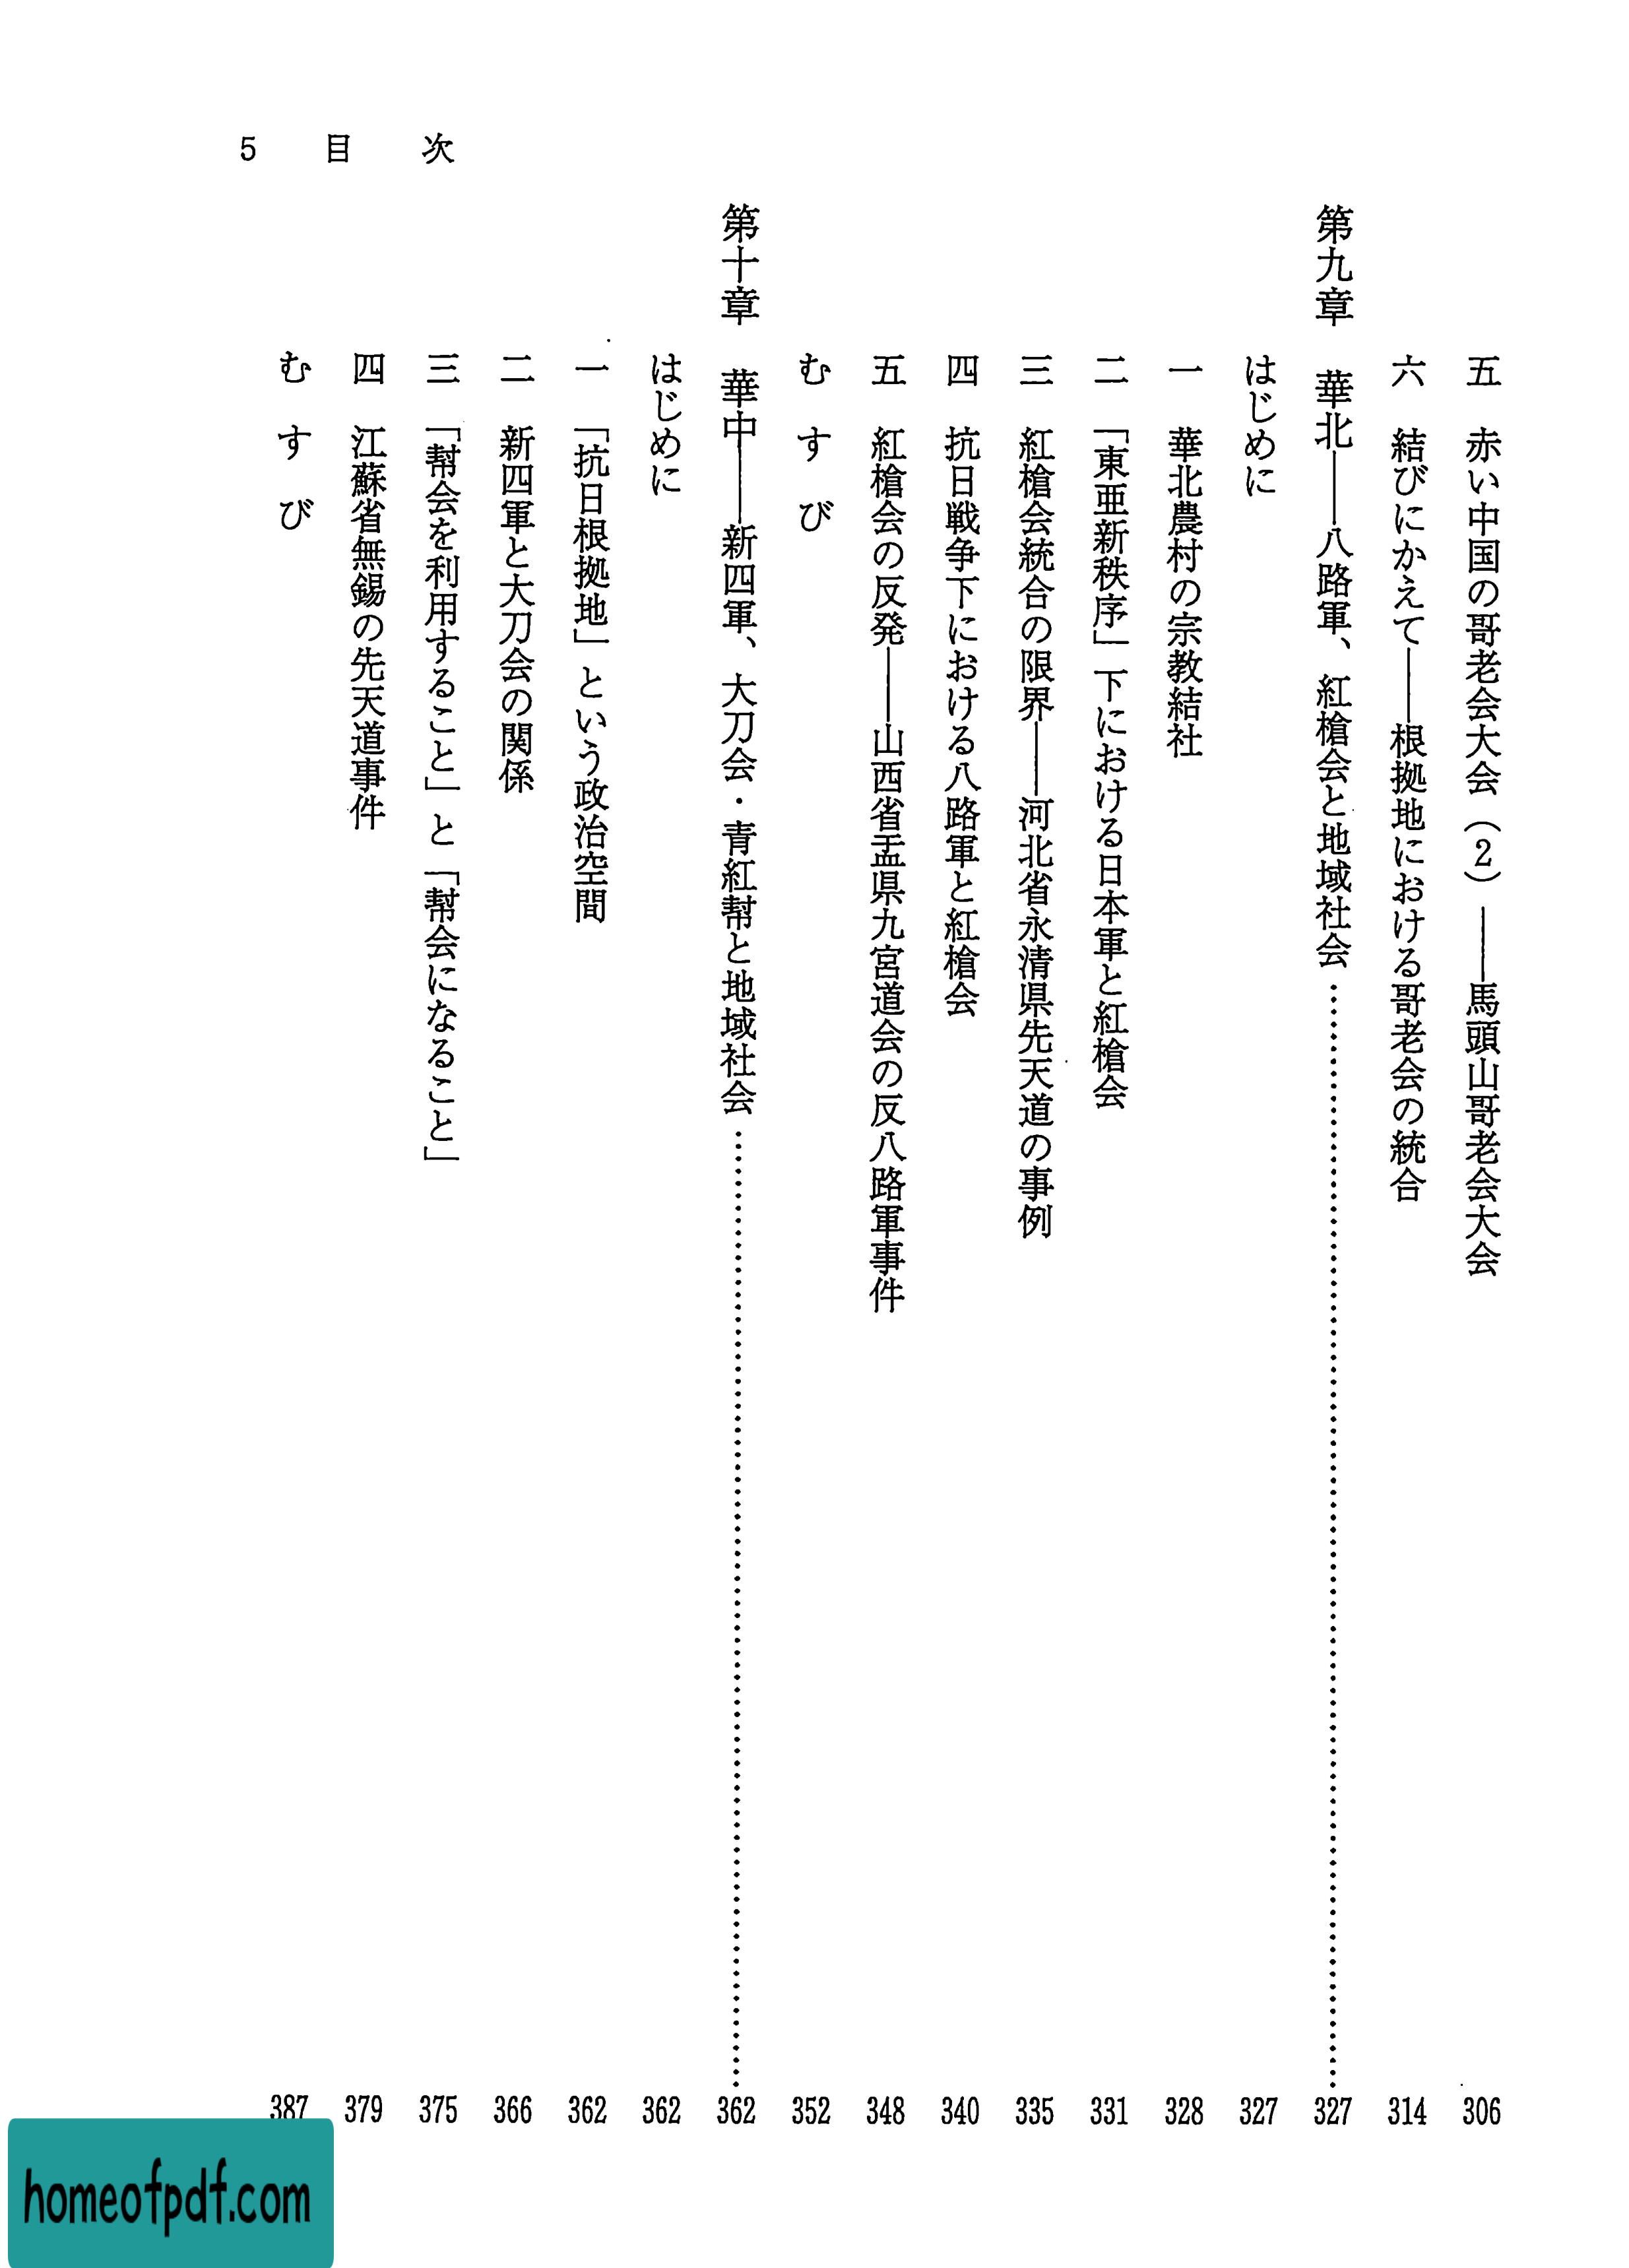 5　目　次
五　赤い中国の哥老会大会（2）――馬頭山哥老会大会　306
六　結びにかえて――根拠地における哥老会の統合　314
第九章　華北――八路軍、紅槍会と地域社会……………………327
はじめに　327
一　華北農村の宗教結社　328
二　「東亜新秩序」下における日本軍と紅槍会　331
三　紅槍会統合の限界――河北省永清県先天道の事例　335
四　抗日戦争下における八路軍と紅槍会　340
五　紅槍会の反発――山西省盂県九宮道会の反八路軍事件　348
むすび　352
第十章　華中――新四軍、大刀会・青紅幇と地域社会……………………362
はじめに　362
一　「抗日根拠地」という政治空間　362
二　新四軍と大刀会の関係　366
三　「幇会を利用すること」と「幇会になること」　375
四　江蘇省無錫の先天道事件　379
むすび　387
homeofpdf.com